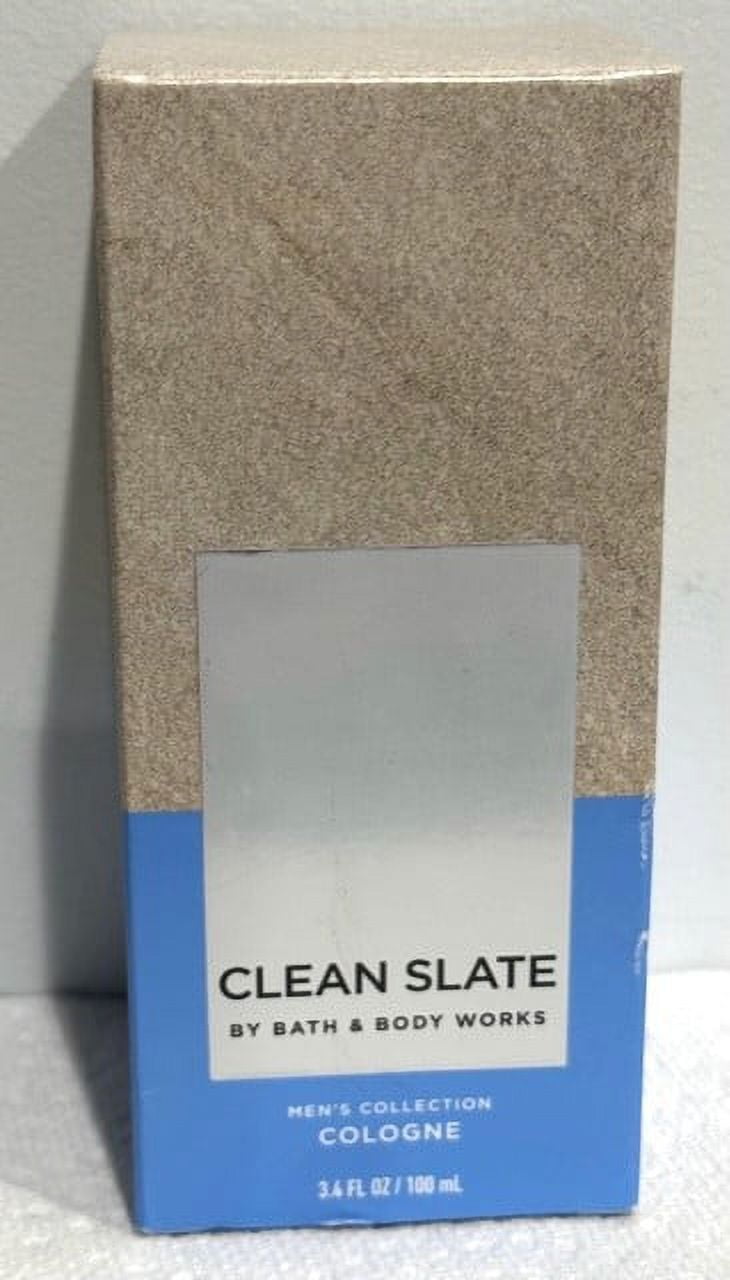 CLEAN SLATE
BY BATH & BODY WORKS
MEN'S COLLECTION
COLOGNE
3.4 FL OZ / 100 mL